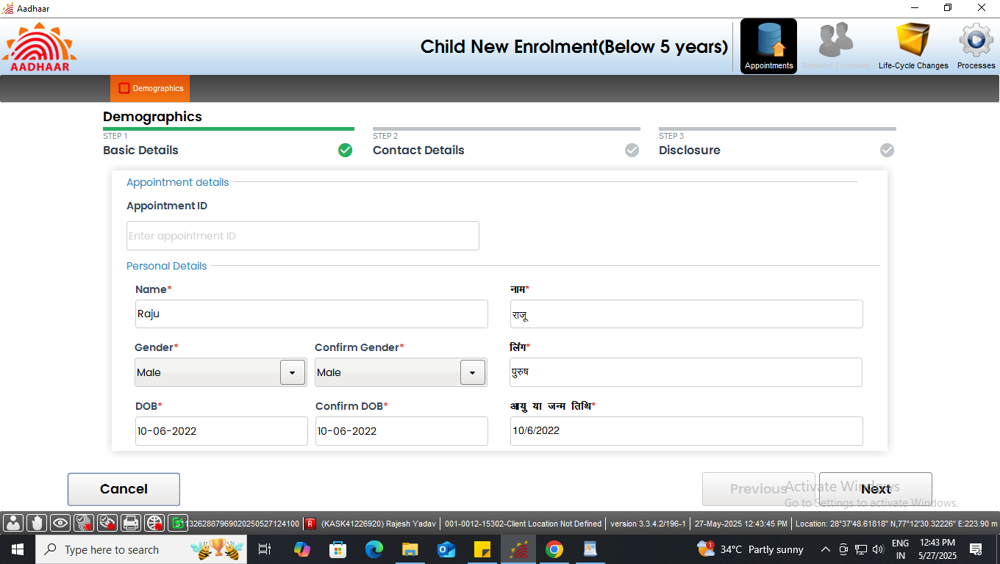 Aadhaar
AADHAAR
Child New Enrolment(Below 5 years)
Appointments
Resident Enrolment
Life-Cycle Changes
Processes
Demographics
Demographics
STEP 1
Basic Details
STEP 2
Contact Details
STEP 3
Disclosure
Appointment details
Appointment ID
Enter appointment ID
Personal Details
Name*
नाम*
Raju
राजू
Gender*
Confirm Gender*
लिंग*
Male
Male
पुरुष
DOB*
Confirm DOB*
आयु या जन्म तिथि*
10-06-2022
10-06-2022
10/6/2022
Cancel
Previous
Next
Activate Windows
Go to Settings to activate Windows.
13262887969020250527124100
R
(KASK41226920) Rajesh Yadav
001-0012-15302-Client Location Not Defined
version 3.3.4.2/196-1
27-May-2025 12:43:45 PM
Location: 28°37'48.61818" N,77°12'30.32226" E:223.90 m
Type here to search
34°C Partly sunny
ENG
IN
12:43 PM
5/27/2025